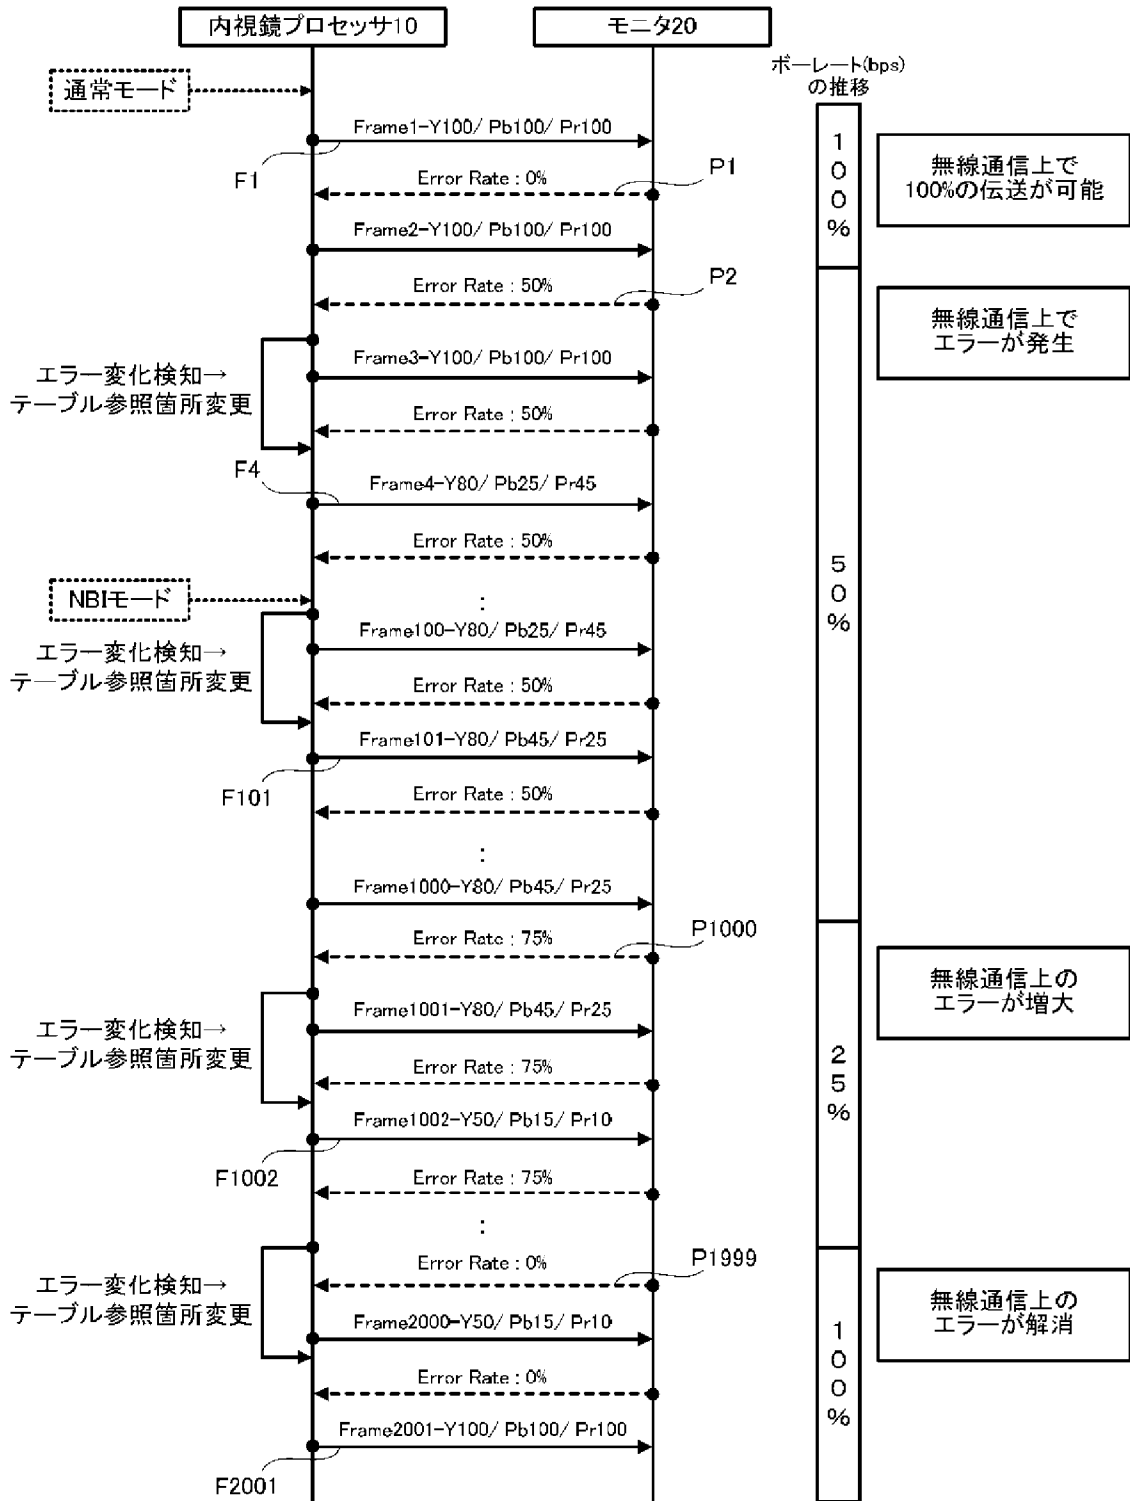 内視鏡プロセッサ10
モニタ20
ボーレート(bps)
の推移
通常モード
Frame1-Y100/ Pb100/ Pr100
F1
Error Rate : 0%
P1
100%
無線通信上で
100%の伝送が可能
Frame2-Y100/ Pb100/ Pr100
Error Rate : 50%
P2
無線通信上で
エラーが発生
エラー変化検知→
テーブル参照箇所変更
Frame3-Y100/ Pb100/ Pr100
Error Rate : 50%
F4
Frame4-Y80/ Pb25/ Pr45
Error Rate : 50%
50%
NBIモード
:
エラー変化検知→
テーブル参照箇所変更
Frame100-Y80/ Pb25/ Pr45
Error Rate : 50%
Frame101-Y80/ Pb45/ Pr25
F101
Error Rate : 50%
:
Frame1000-Y80/ Pb45/ Pr25
Error Rate : 75%
P1000
無線通信上の
エラーが増大
エラー変化検知→
テーブル参照箇所変更
Frame1001-Y80/ Pb45/ Pr25
Error Rate : 75%
25%
Frame1002-Y50/ Pb15/ Pr10
F1002
Error Rate : 75%
:
Error Rate : 0%
P1999
エラー変化検知→
テーブル参照箇所変更
無線通信上の
エラーが解消
Frame2000-Y50/ Pb15/ Pr10
100%
Error Rate : 0%
Frame2001-Y100/ Pb100/ Pr100
F2001